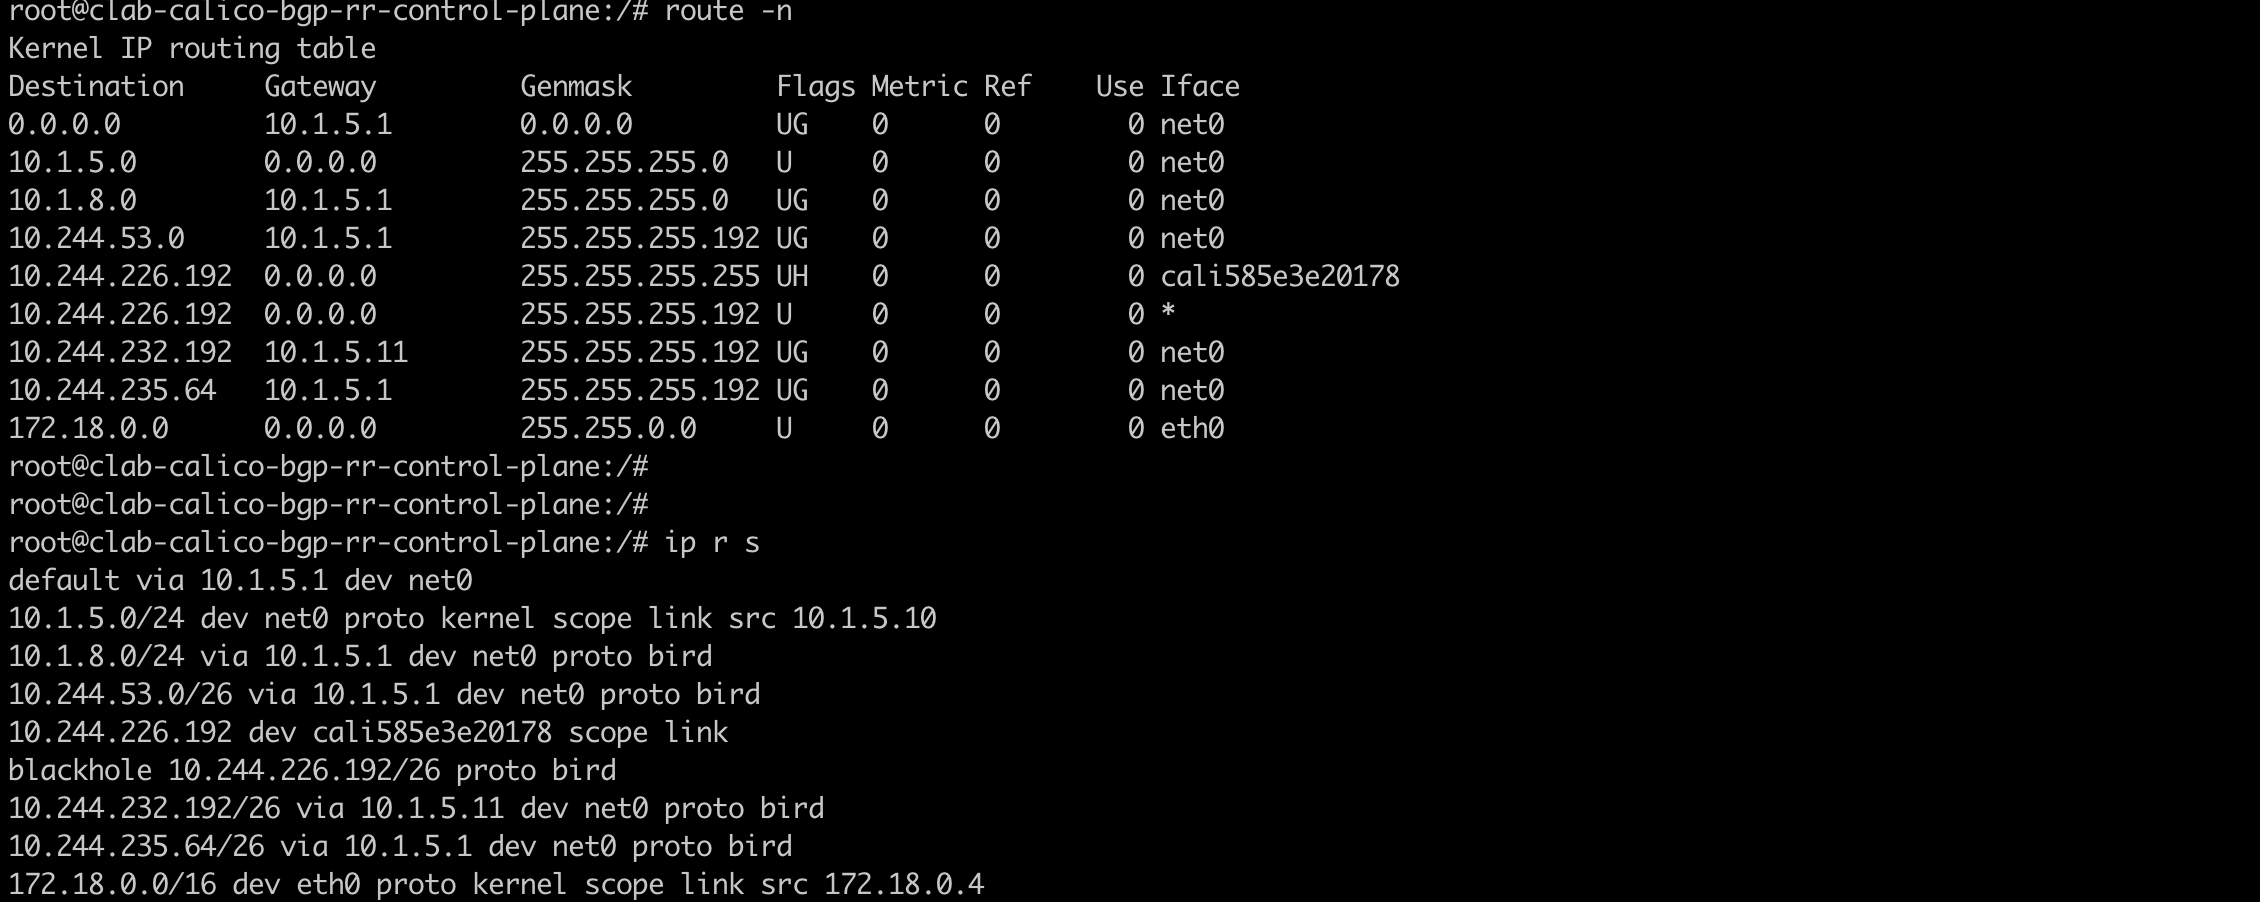 root@clab-calico-bgp-rr-control-plane:/# route -n
Kernel IP routing table
Destination     Gateway         Genmask         Flags Metric Ref    Use Iface
0.0.0.0         10.1.5.1        0.0.0.0         UG    0      0        0 net0
10.1.5.0        0.0.0.0         255.255.255.0   U     0      0        0 net0
10.1.8.0        10.1.5.1        255.255.255.0   UG    0      0        0 net0
10.244.53.0     10.1.5.1        255.255.255.192 UG    0      0        0 net0
10.244.226.192  0.0.0.0         255.255.255.255 UH    0      0        0 cali585e3e20178
10.244.226.192  0.0.0.0         255.255.255.192 U     0      0        0 *
10.244.232.192  10.1.5.11       255.255.255.192 UG    0      0        0 net0
10.244.235.64   10.1.5.1        255.255.255.192 UG    0      0        0 net0
172.18.0.0      0.0.0.0         255.255.0.0     U     0      0        0 eth0
root@clab-calico-bgp-rr-control-plane:/#
root@clab-calico-bgp-rr-control-plane:/#
root@clab-calico-bgp-rr-control-plane:/# ip r s
default via 10.1.5.1 dev net0
10.1.5.0/24 dev net0 proto kernel scope link src 10.1.5.10
10.1.8.0/24 via 10.1.5.1 dev net0 proto bird
10.244.53.0/26 via 10.1.5.1 dev net0 proto bird
10.244.226.192 dev cali585e3e20178 scope link
blackhole 10.244.226.192/26 proto bird
10.244.232.192/26 via 10.1.5.11 dev net0 proto bird
10.244.235.64/26 via 10.1.5.1 dev net0 proto bird
172.18.0.0/16 dev eth0 proto kernel scope link src 172.18.0.4